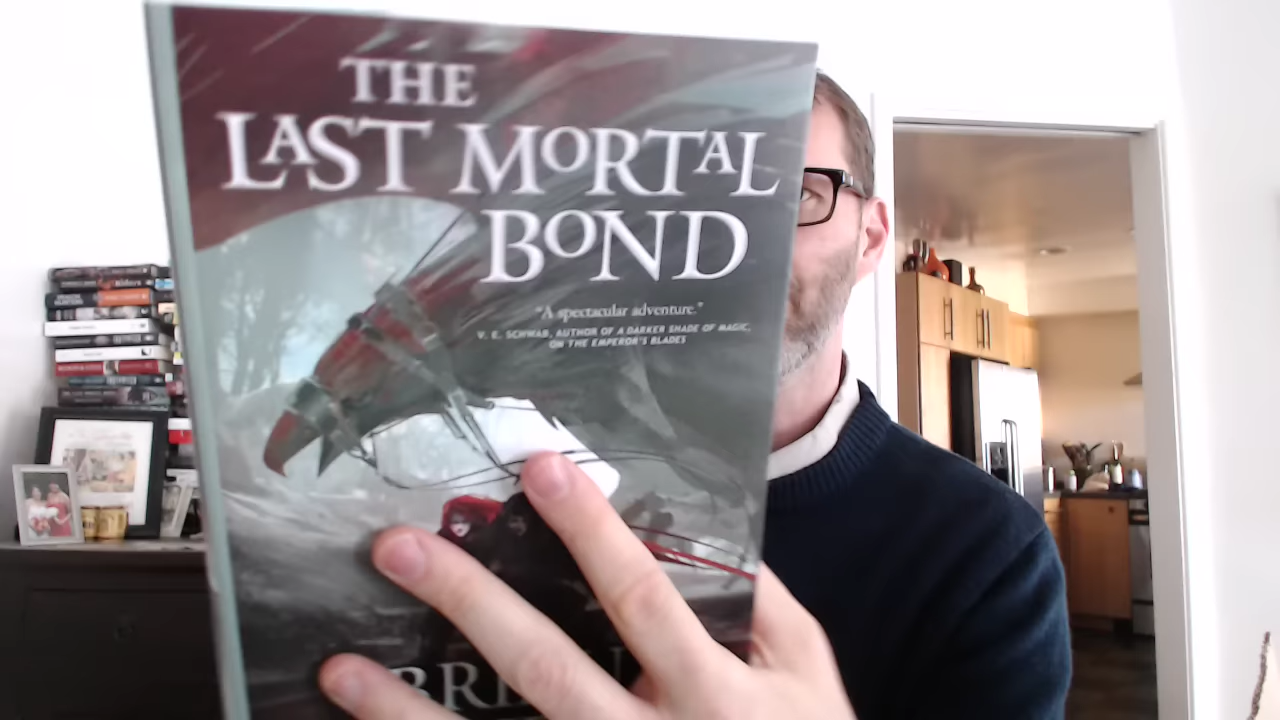 THE
LAST MORTAL
BOND
"A spectacular adventure."
V. E. SCHWAB, AUTHOR OF A DARKER SHADE OF MAGIC,
ON THE EMPEROR'S BLADES